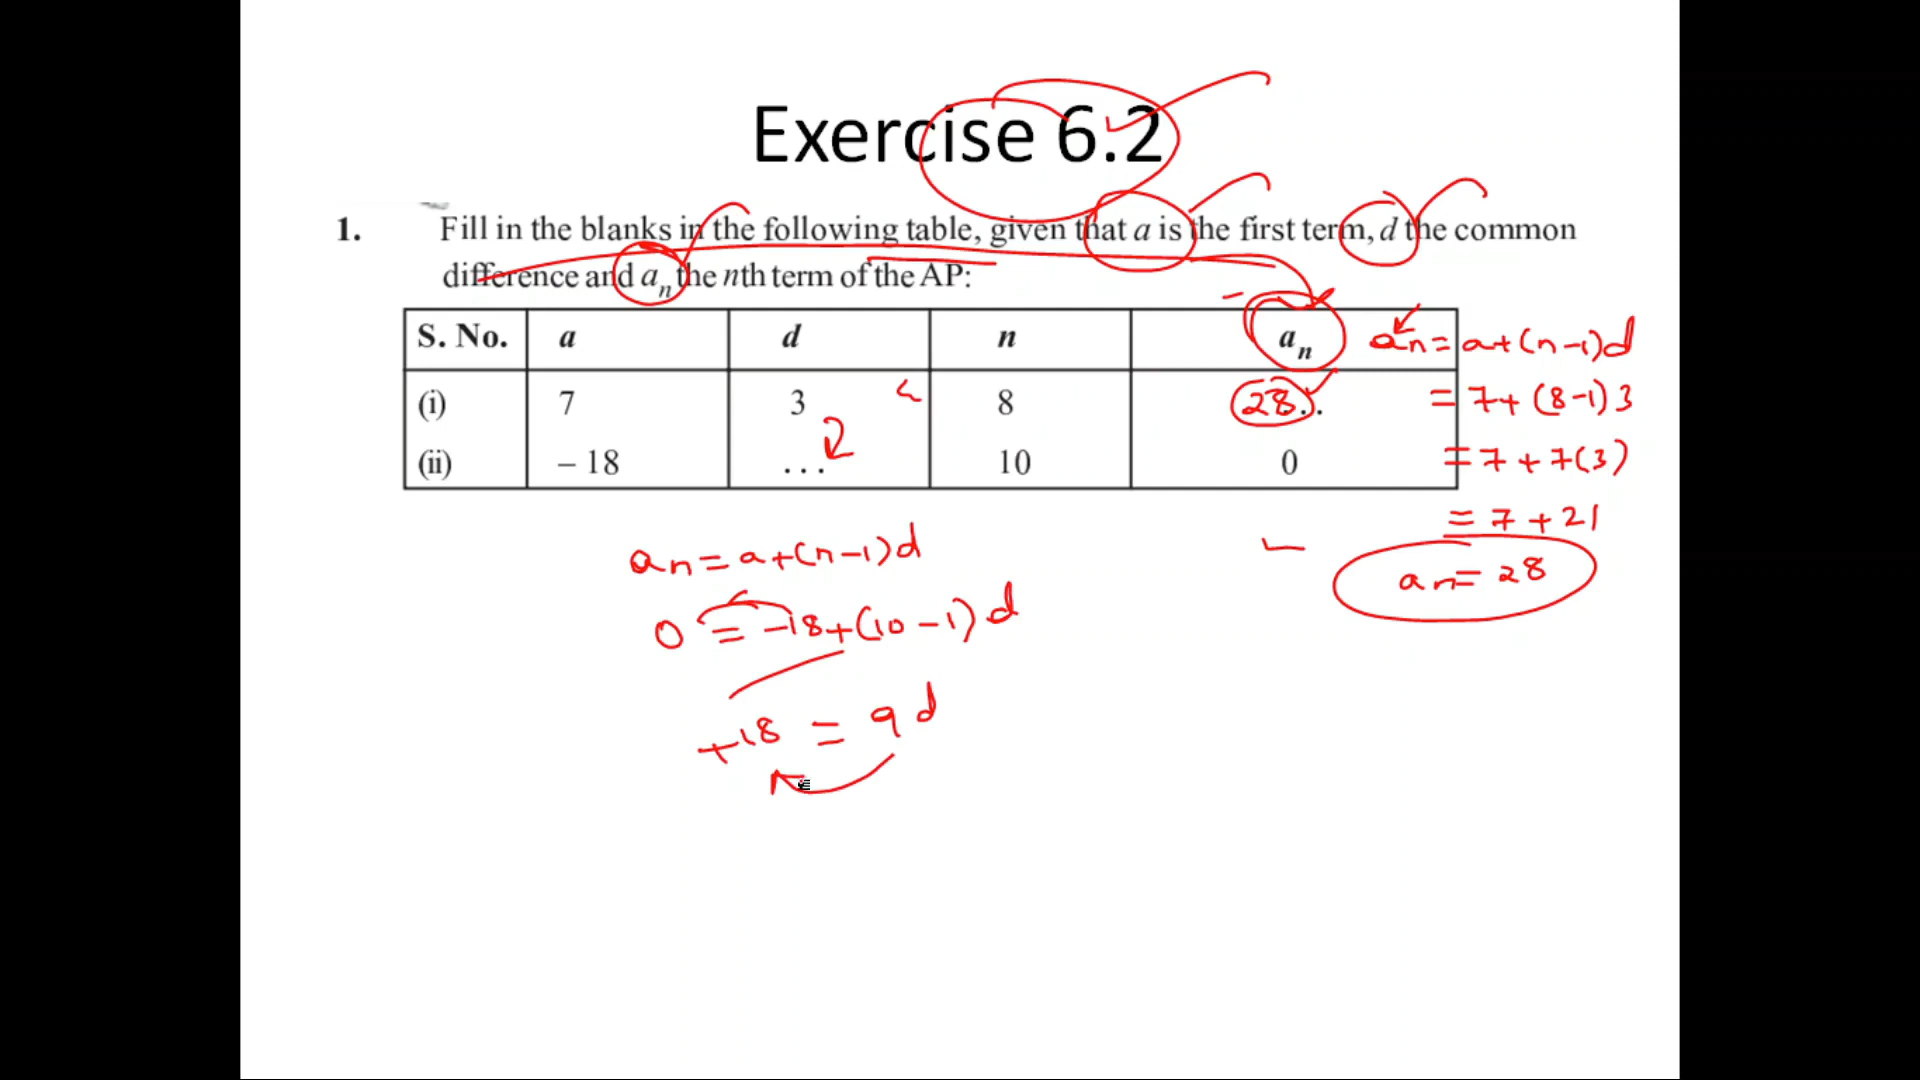 Exercise 6.2
1. Fill in the blanks in the following table, given that a is the first term, d the common
difference and aₙ the nth term of the AP:
S. No. a d n aₙ
(i) 7 3 8 28...
(ii) – 18 ... 10 0
aₙ = a+(n-1)d
= 7+(8-1)3
= 7+7(3)
= 7+21
aₙ = 28
aₙ = a+(n-1)d
0 = -18+(10-1)d
+18 = 9d